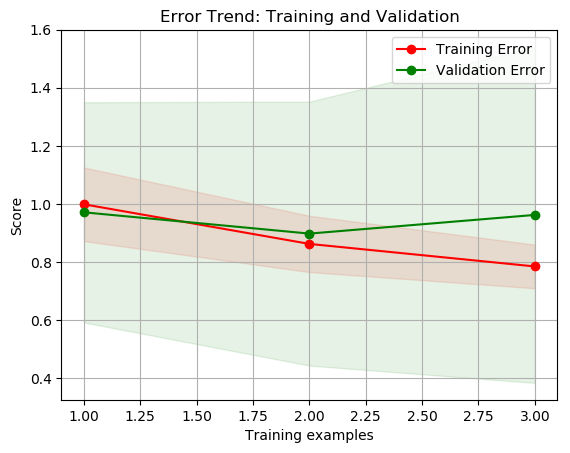 Error Trend: Training and Validation
Training Error
Validation Error
Score
1.6
1.4
1.2
1.0
0.8
0.6
0.4
1.00 1.25 1.50 1.75 2.00 2.25 2.50 2.75 3.00
Training examples